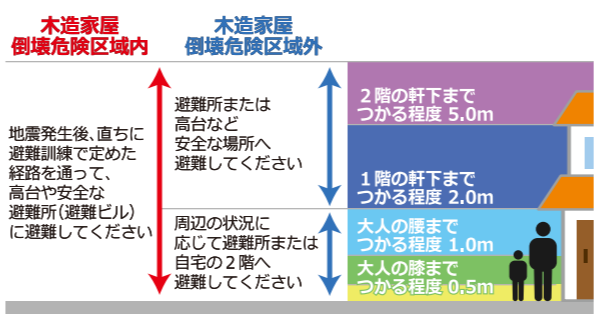 木造家屋
倒壊危険区域内
木造家屋
倒壊危険区域外
地震発生後、直ちに
避難訓練で定めた
経路を通って、
高台や安全な
避難所（避難ビル）
に避難してください
避難所または
高台など
安全な場所へ
避難してください
周辺の状況に
応じて避難所または
自宅の２階へ
避難してください
２階の軒下まで
つかる程度 5.0m
１階の軒下まで
つかる程度 2.0m
大人の腰まで
つかる程度 1.0m
大人の膝まで
つかる程度 0.5m